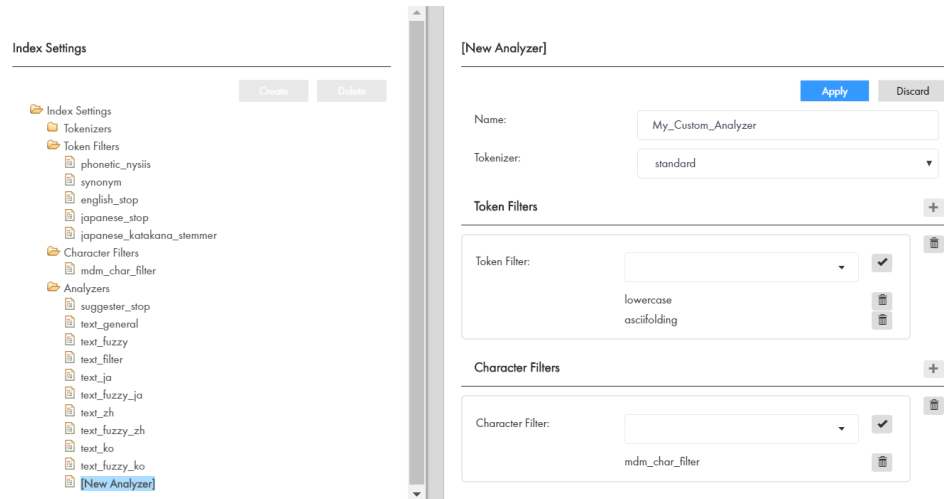 Index Settings
Create Delete
Index Settings
Tokenizers
Token Filters
phonetic_nysiis
synonym
english_stop
japanese_stop
japanese_katakana_stemmer
Character Filters
mdm_char_filter
Analyzers
suggester_stop
text_general
text_fuzzy
text_filter
text_ja
text_fuzzy_ja
text_zh
text_fuzzy_zh
text_ko
text_fuzzy_ko
[New Analyzer]
[New Analyzer]
Apply Discard
Name: My_Custom_Analyzer
Tokenizer: standard
Token Filters
Token Filter:
lowercase
asciifolding
Character Filters
Character Filter:
mdm_char_filter